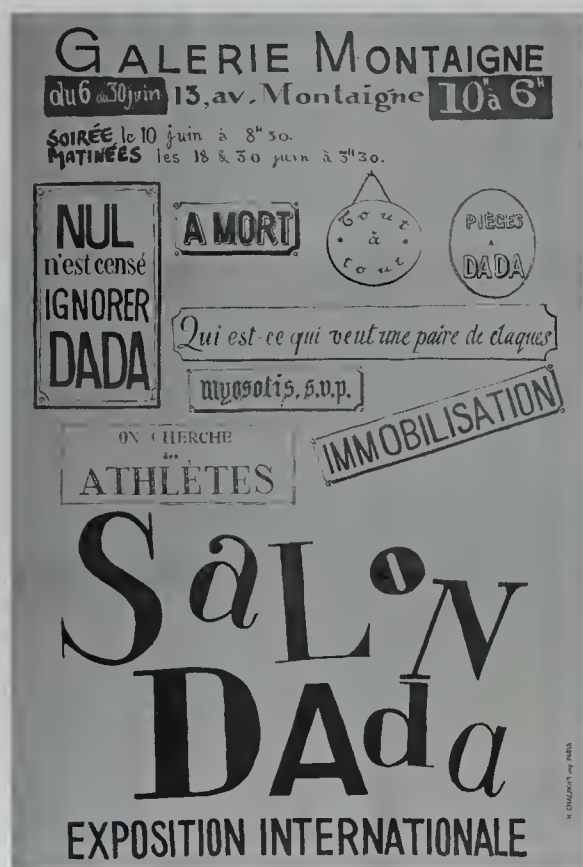 GALERIE MONTAIGNE
du 6 au 30 juin 13, av. Montaigne 10H à 6H
SOIRÉE le 10 juin à 8H 30.
MATINÉES les 18 & 30 juin à 3H 30.
NUL
n'est censé
IGNORER
DADA
A MORT
Tout
à
tout
PIÈCES
A
DADA
Qui est-ce qui veut une paire de claques
myosotis. s.v.p.
IMMOBILISATION
ON CHERCHE
des
ATHLÈTES
SaLoN
DAda
EXPOSITION INTERNATIONALE
PARIS